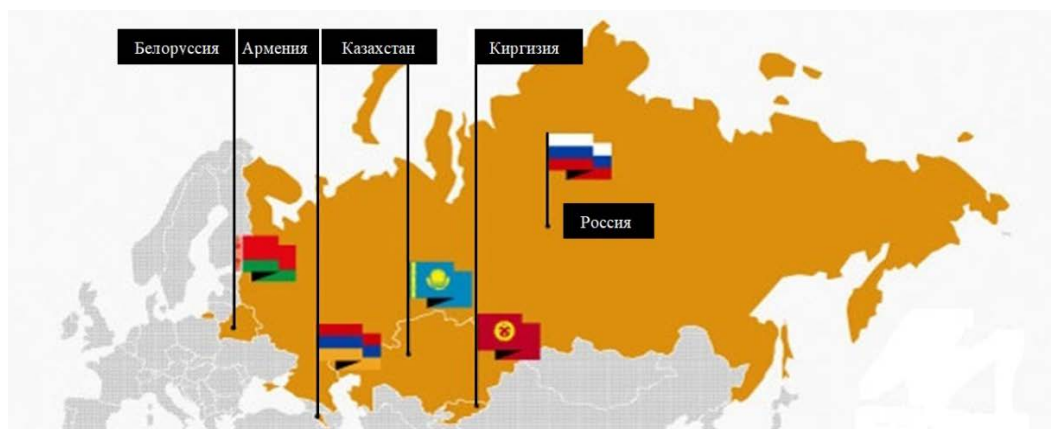 Белоруссия
Армения
Казахстан
Киргизия
Россия